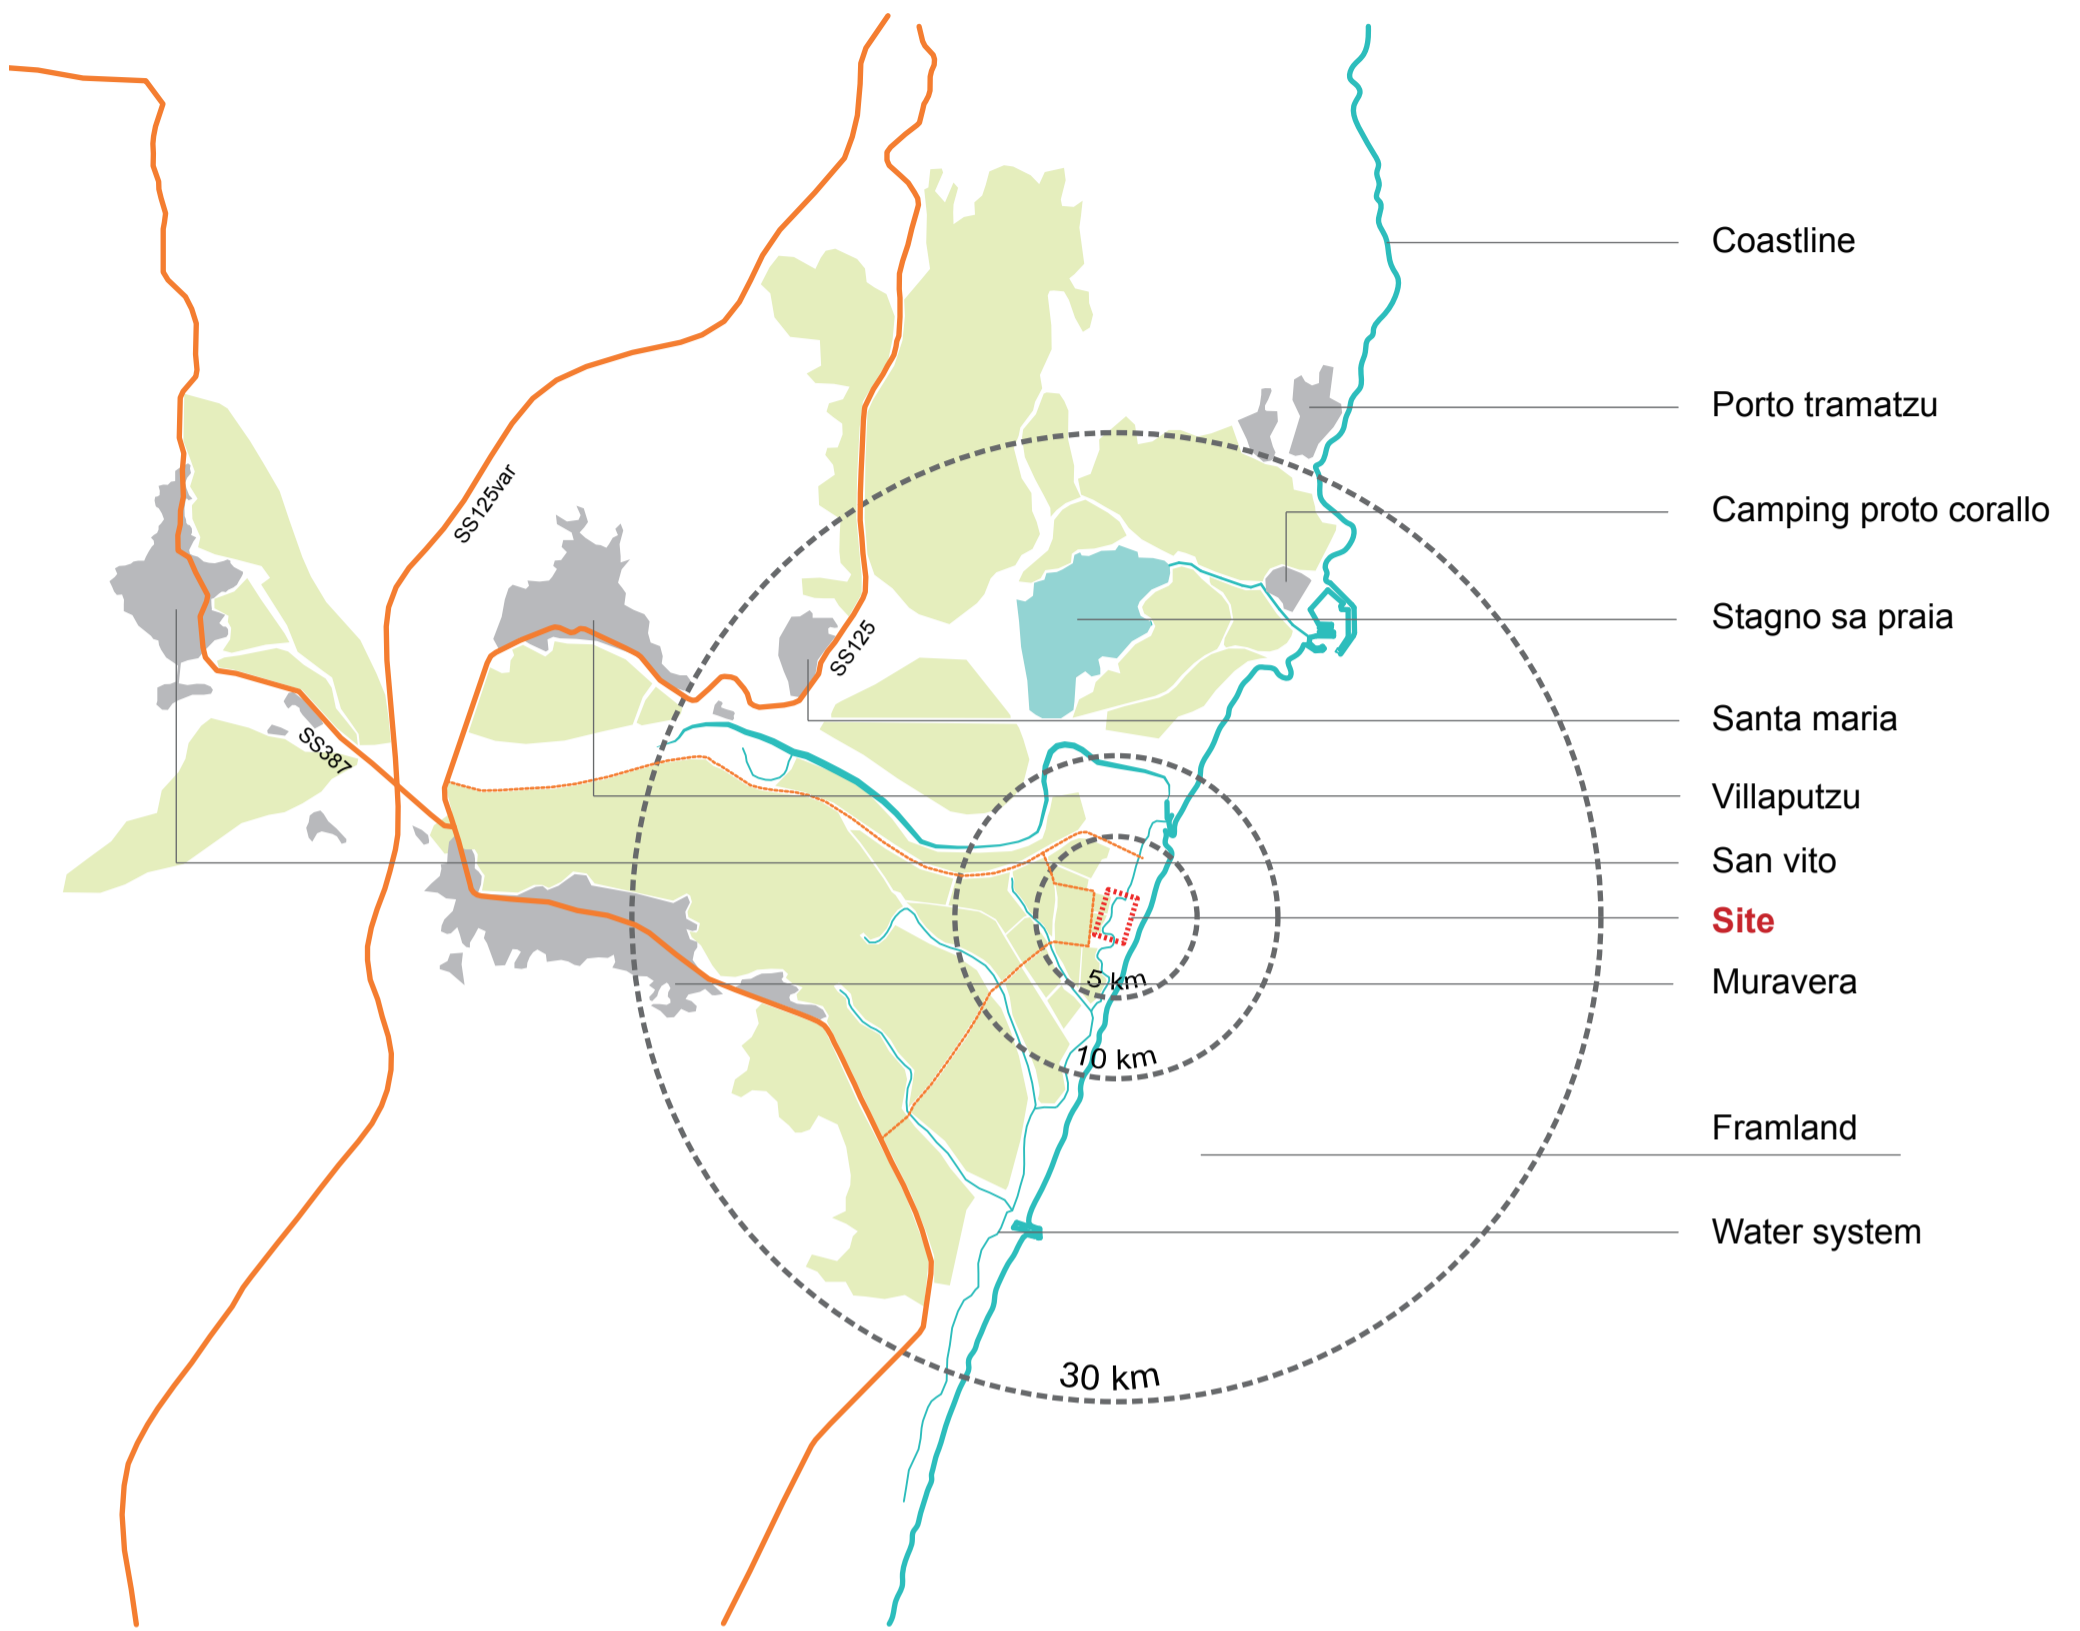 Coastline
Porto tramatzu
SS125var
Camping proto corallo
Stagno sa praia
SS125
Santa maria
SS387
Villaputzu
San vito
Site
5 km
Muravera
10 km
Framland
Water system
30 km